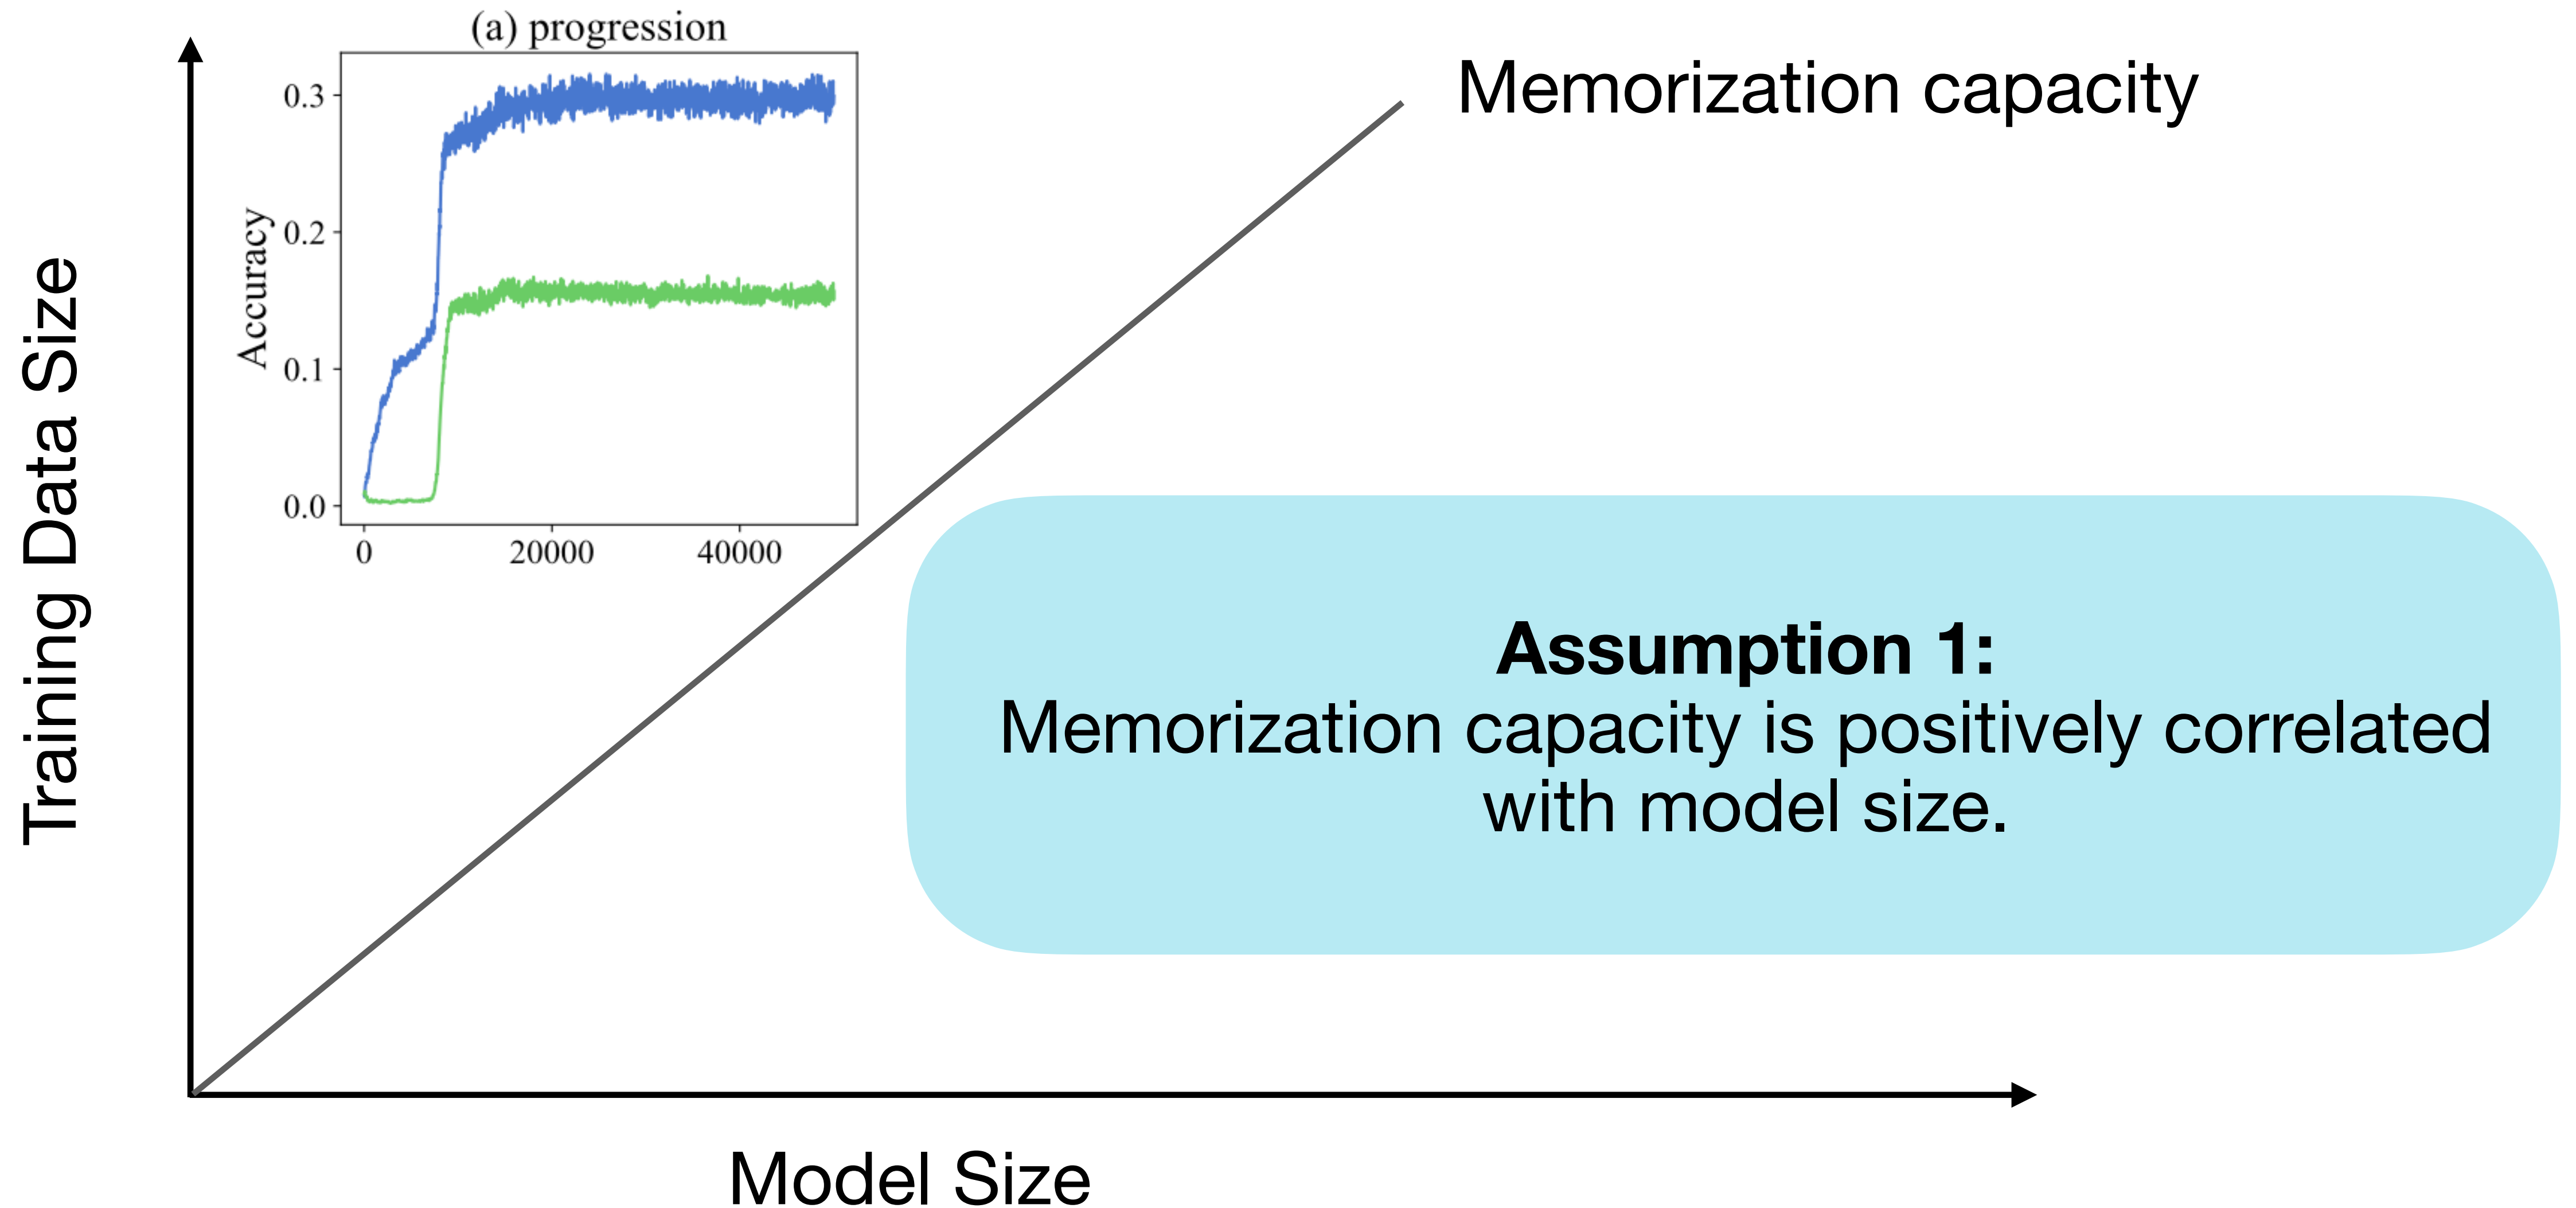 (a) progression
Memorization capacity
0.3
0.2
0.1
0.0
Accuracy
0 20000 40000
Training Data Size
Assumption 1:
Memorization capacity is positively correlated
with model size.
Model Size